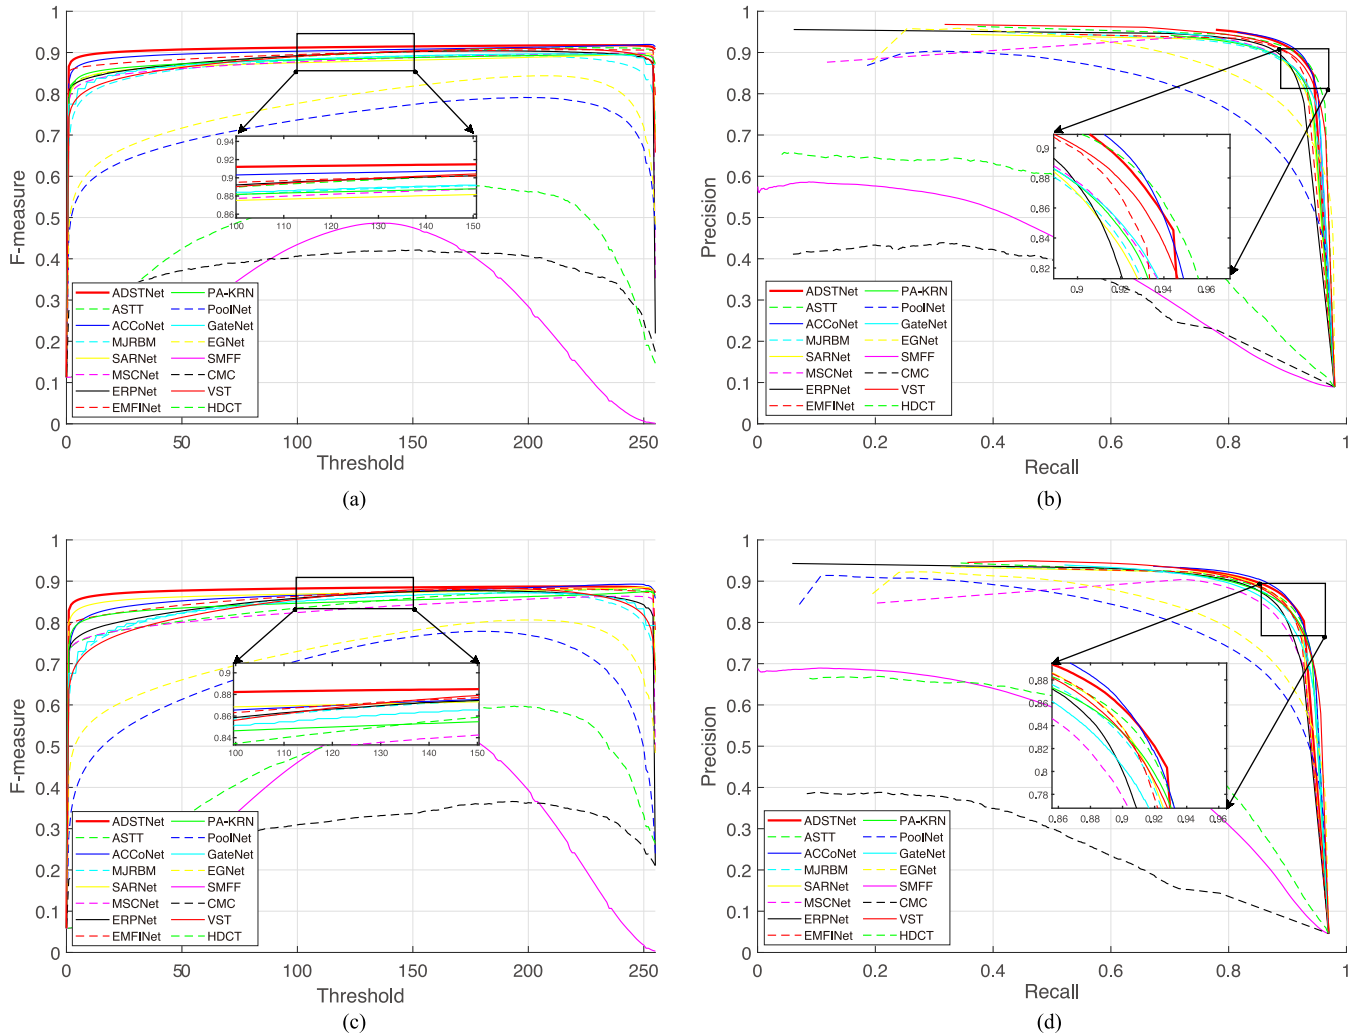 1
0.9
0.8
0.7
0.6
0.5
0.4
0.3
0.2
0.1
0
F-measure
0.94
0.92
0.9
0.88
0.86
100 110 120 130 140 150
ADSTNet PA-KRN
ASTT PoolNet
ACCoNet GateNet
MJRBM EGNet
SARNet SMFF
MSCNet CMC
ERPNet VST
EMFINet HDCT
0 50 100 150 200 250
Threshold
(a)
1
0.9
0.8
0.7
0.6
0.5
0.4
0.3
0.2
0.1
0
Precision
0.9
0.88
0.86
0.84
0.82
0.9 0.92 0.94 0.96
ADSTNet PA-KRN
ASTT PoolNet
ACCoNet GateNet
MJRBM EGNet
SARNet SMFF
MSCNet CMC
ERPNet VST
EMFINet HDCT
0 0.2 0.4 0.6 0.8 1
Recall
(b)
1
0.9
0.8
0.7
0.6
0.5
0.4
0.3
0.2
0.1
0
F-measure
0.9
0.88
0.86
0.84
100 110 120 130 140 150
ADSTNet PA-KRN
ASTT PoolNet
ACCoNet GateNet
MJRBM EGNet
SARNet SMFF
MSCNet CMC
ERPNet VST
EMFINet HDCT
0 50 100 150 200 250
Threshold
(c)
1
0.9
0.8
0.7
0.6
0.5
0.4
0.3
0.2
0.1
0
Precision
0.88
0.86
0.84
0.82
0.8
0.78
0.86 0.88 0.9 0.92 0.94 0.96
ADSTNet PA-KRN
ASTT PoolNet
ACCoNet GateNet
MJRBM EGNet
SARNet SMFF
MSCNet CMC
ERPNet VST
EMFINet HDCT
0 0.2 0.4 0.6 0.8 1
Recall
(d)